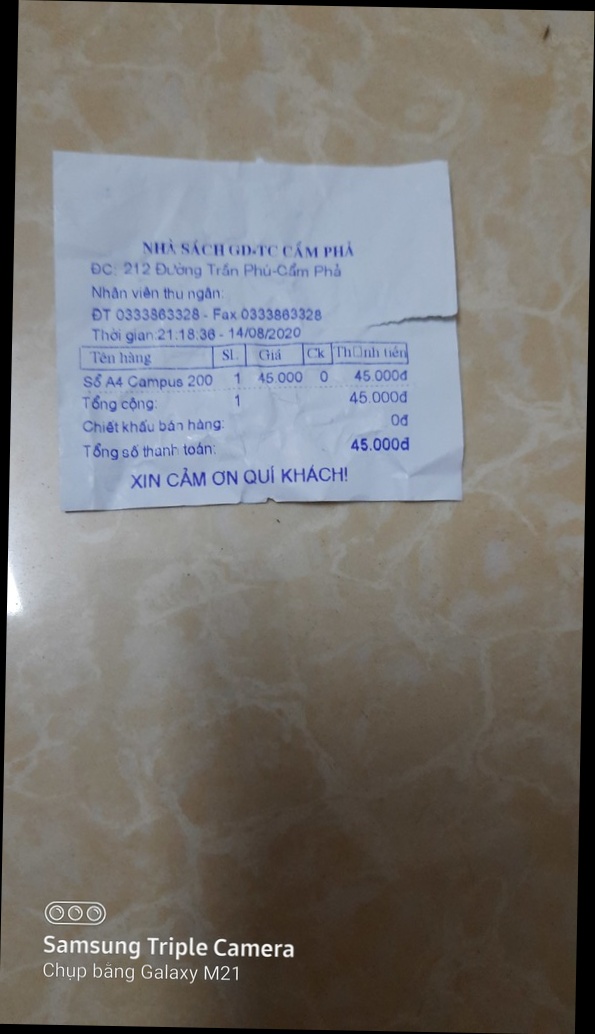 NHÀ SÁCH GD-TC CẨM PHẢ
ĐC: 212 Đường Trần Phú-Cẩm Phả
Nhân viên thu ngân:
ĐT 0333863328 - Fax 0333863328
Thời gian:21:18:36 - 14/08/2020
Tên hàng SL Giá Ck Th□nh tiền
Sổ A4 Campus 200 1 45.000 0 45.000đ
Tổng cộng: 1 45.000đ
Chiết khấu bán hàng: 0đ
Tổng số thanh toán: 45.000đ
XIN CẢM ƠN QUÍ KHÁCH!
Samsung Triple Camera
Chụp bằng Galaxy M21